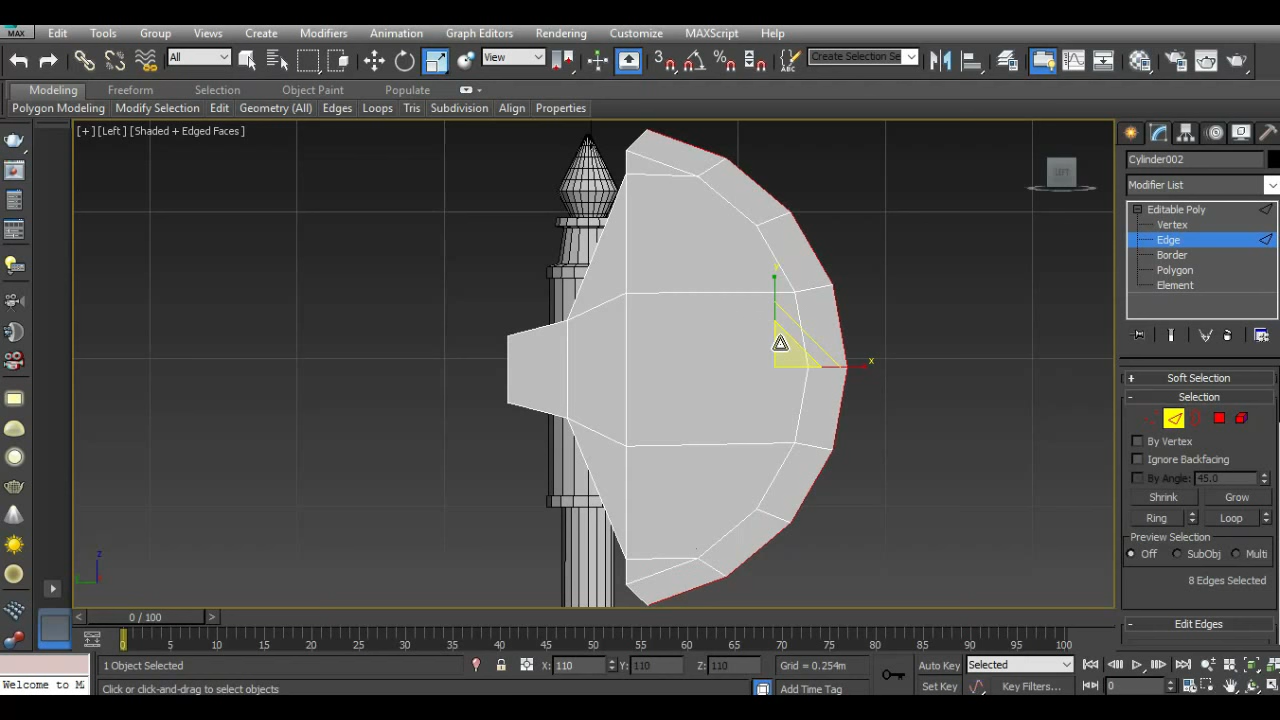 MAX Edit Tools Group Views Create Modifiers Animation Graph Editors Rendering Customize MAXScript Help
All View 3 Create Selection Se
Modeling Freeform Selection Object Paint Populate
Polygon Modeling Modify Selection Edit Geometry (All) Edges Loops Tris Subdivision Align Properties
[+] [Left] [Shaded + Edged Faces]
LEFT
Cylinder002
Modifier List
Editable Poly
Vertex
Edge
Border
Polygon
Element
y
x
z
+ Soft Selection
- Selection
By Vertex
Ignore Backfacing
By Angle: 45.0
Shrink Grow
Ring Loop
Preview Selection
Off SubObj Multi
8 Edges Selected
- Edit Edges
< 0 / 100 >
0 5 10 15 20 25 30 35 40 45 50 55 60 65 70 75 80 85 90 95 100
1 Object Selected X: 110 Y: 110 Z: 110 Grid = 0.254m Auto Key Selected
Welcome to M Click or click-and-drag to select objects Add Time Tag Set Key Key Filters... 0